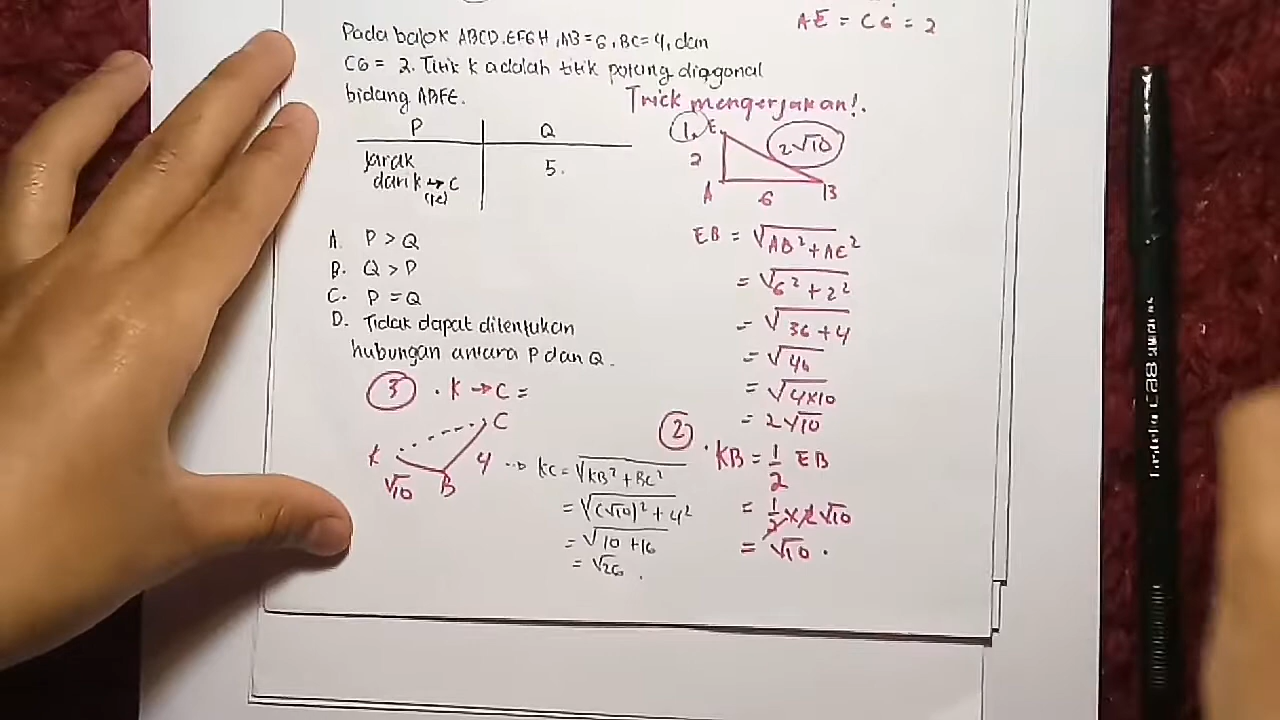 AE = CG = 2
Pada balok ABCD.EFGH, AB = 6, BC = 4, dan
CG = 2. Titik K adalah titik potong diagonal
bidang ABFE.
P Q
Jarak
dari K → C
(KC)
5.
A. P > Q
B. Q > P
C. P = Q
D. Tidak dapat ditentukan
hubungan antara P dan Q.
Trick mengerjakan!.
1. E
2 2√10
A 6 B
EB = √AB² + AE²
= √6² + 2²
= √36 + 4
= √40
= √4×10
= 2√10
2 · KB = 1/2 EB
= 1/2 × 2√10
= √10 .
3 · K → C =
C
K 4
√10 B
→ KC = √KB² + BC²
= √(√10)² + 4²
= √10 + 16
= √26 .